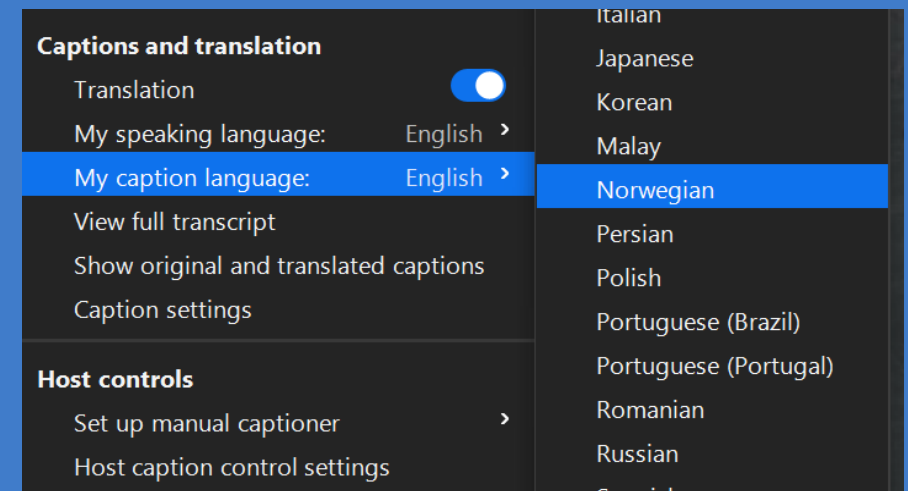 Captions and translation
Translation
My speaking language: English
My caption language: English
View full transcript
Show original and translated captions
Caption settings
Host controls
Set up manual captioner
Host caption control settings
Italian
Japanese
Korean
Malay
Norwegian
Persian
Polish
Portuguese (Brazil)
Portuguese (Portugal)
Romanian
Russian